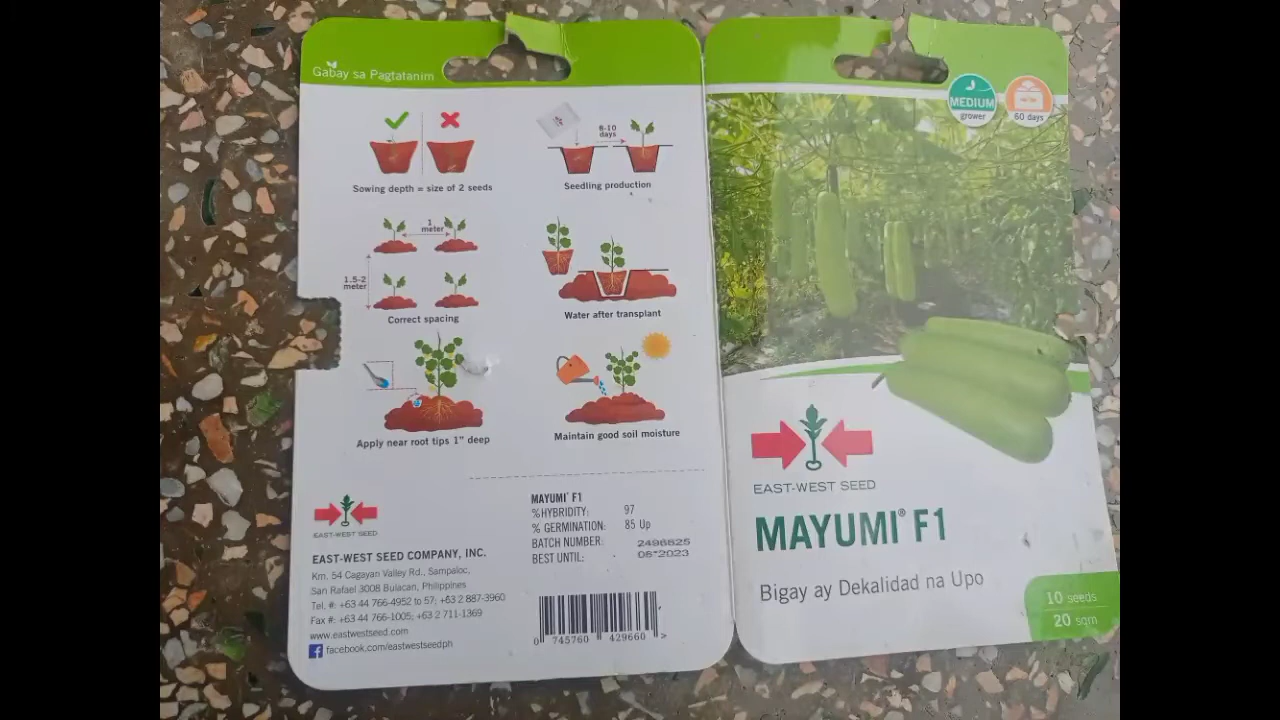 Gabay sa Pagtatanim
Sowing depth = size of 2 seeds
8-10
days
Seedling production
1
meter
1.5-2
meter
Correct spacing
Water after transplant
Apply near root tips 1" deep
Maintain good soil moisture
EAST-WEST SEED
EAST-WEST SEED COMPANY, INC.
Km. 54 Cagayan Valley Rd., Sampaloc,
San Rafael 3008 Bulacan, Philippines
Tel. #: +63 44 766-4952 to 57; +63 2 887-3960
Fax #: +63 44 766-1005; +63 2 711-1369
www.eastwestseed.com
facebook.com/eastwestseedph
MAYUMI® F1
%HYBRIDITY: 97
% GERMINATION: 85 Up
BATCH NUMBER: 2496825
BEST UNTIL: 06*2023
0 745760 429660 >
MEDIUM
grower
60 days
EAST-WEST SEED
MAYUMI® F1
Bigay ay Dekalidad na Upo
10 seeds
20 sqm